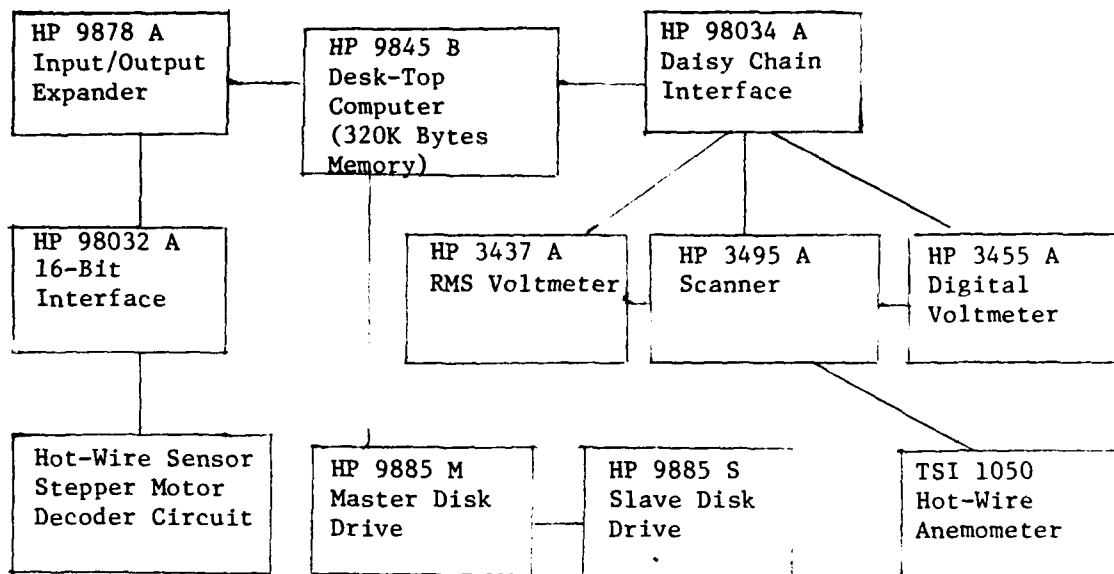 HP 9878 A
Input/Output
Expander
HP 9845 B
Desk-Top
Computer
(320K Bytes
Memory)
HP 98034 A
Daisy Chain
Interface
HP 98032 A
16-Bit
Interface
HP 3437 A
RMS Voltmeter
HP 3495 A
Scanner
HP 3455 A
Digital
Voltmeter
Hot-Wire Sensor
Stepper Motor
Decoder Circuit
HP 9885 M
Master Disk
Drive
HP 9885 S
Slave Disk
Drive
TSI 1050
Hot-Wire
Anemometer